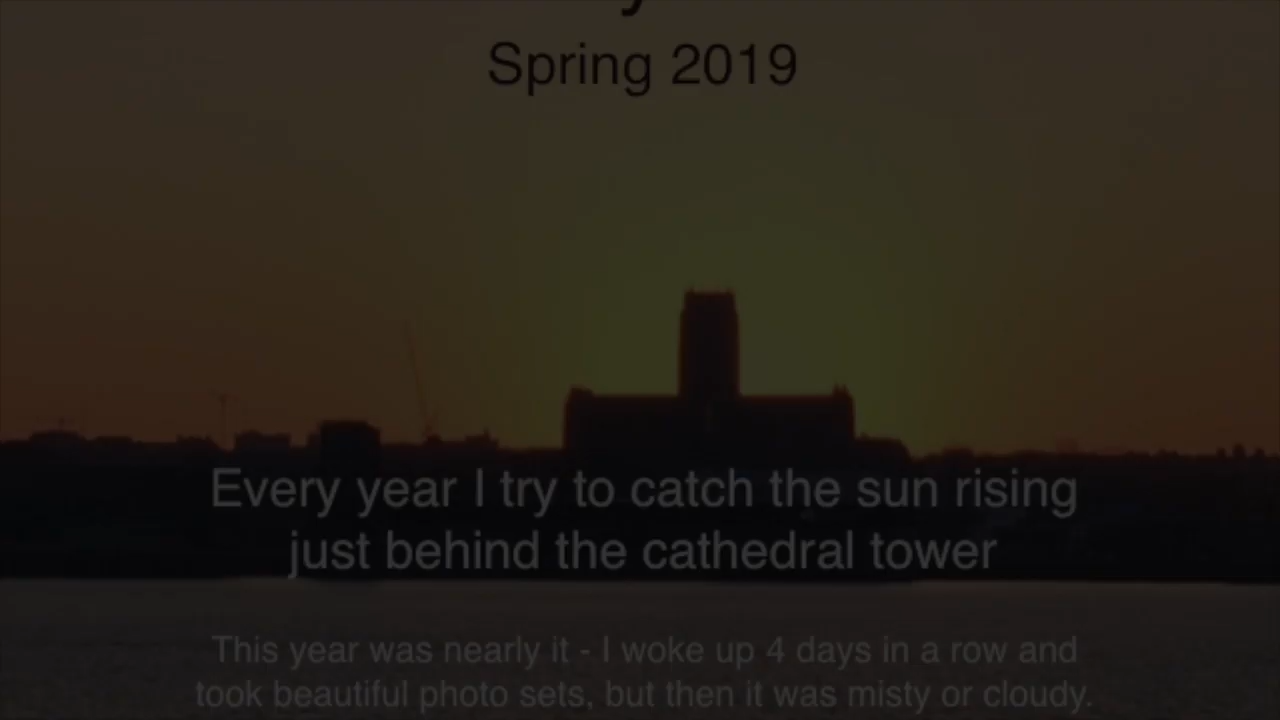 Spring 2019
Every year I try to catch the sun rising
just behind the cathedral tower
This year was nearly it - I woke up 4 days in a row and
took beautiful photo sets, but then it was misty or cloudy.